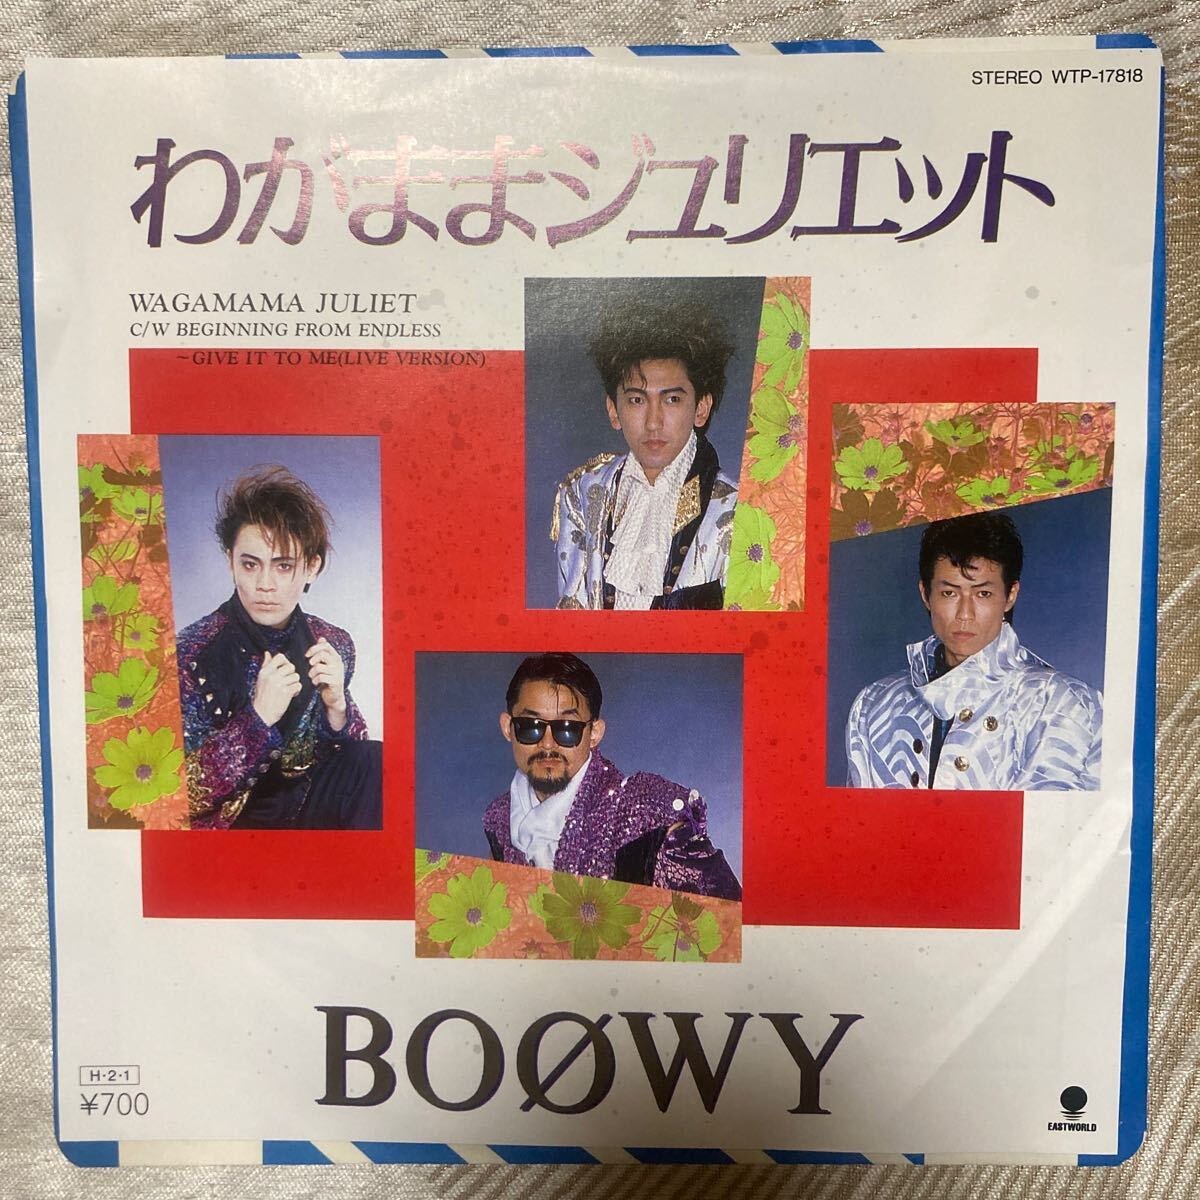 STEREO WTP-17818
わがままジュリエット
WAGAMAMA JULIET
C/W BEGINNING FROM ENDLESS
~GIVE IT TO ME(LIVE VERSION)
BOØWY
H・2・1
¥700
EASTWORLD